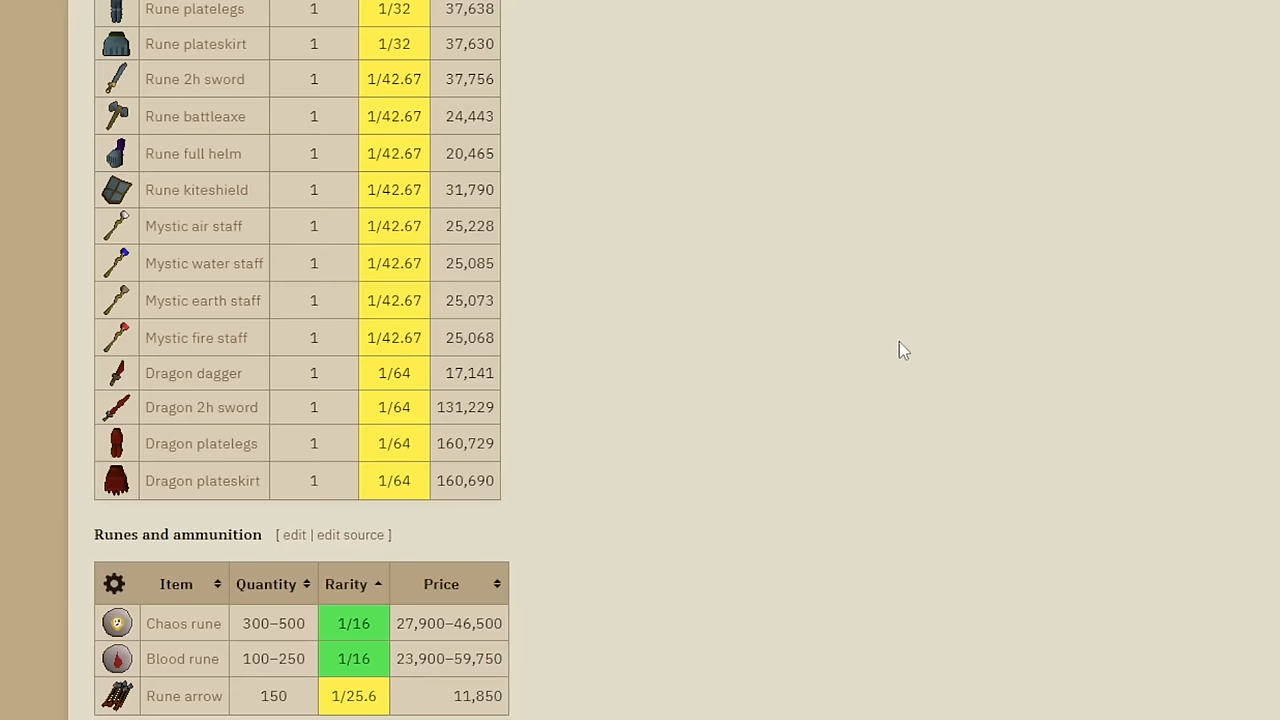 Rune platelegs 1 1/32 37,638
Rune plateskirt 1 1/32 37,630
Rune 2h sword 1 1/42.67 37,756
Rune battleaxe 1 1/42.67 24,443
Rune full helm 1 1/42.67 20,465
Rune kiteshield 1 1/42.67 31,790
Mystic air staff 1 1/42.67 25,228
Mystic water staff 1 1/42.67 25,085
Mystic earth staff 1 1/42.67 25,073
Mystic fire staff 1 1/42.67 25,068
Dragon dagger 1 1/64 17,141
Dragon 2h sword 1 1/64 131,229
Dragon platelegs 1 1/64 160,729
Dragon plateskirt 1 1/64 160,690
Runes and ammunition [ edit | edit source ]
Item Quantity Rarity Price
Chaos rune 300–500 1/16 27,900–46,500
Blood rune 100–250 1/16 23,900–59,750
Rune arrow 150 1/25.6 11,850